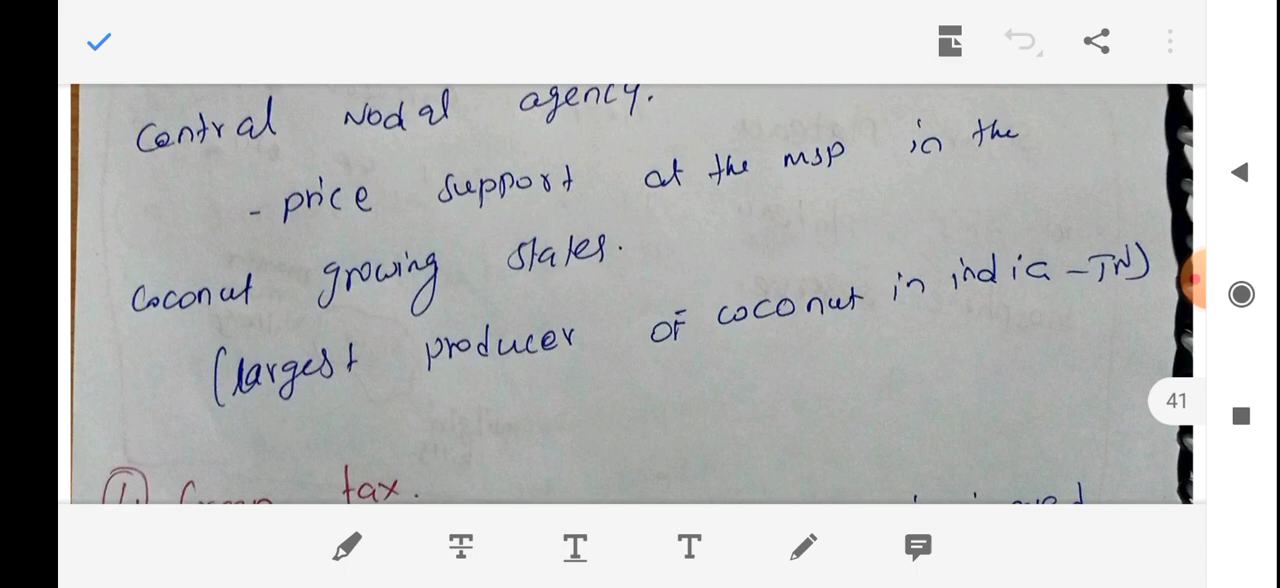 Central Nodal agency.
- price support at the MSP in the
coconut growing states.
(largest producer OF coconut in india - TN)
41
tax.